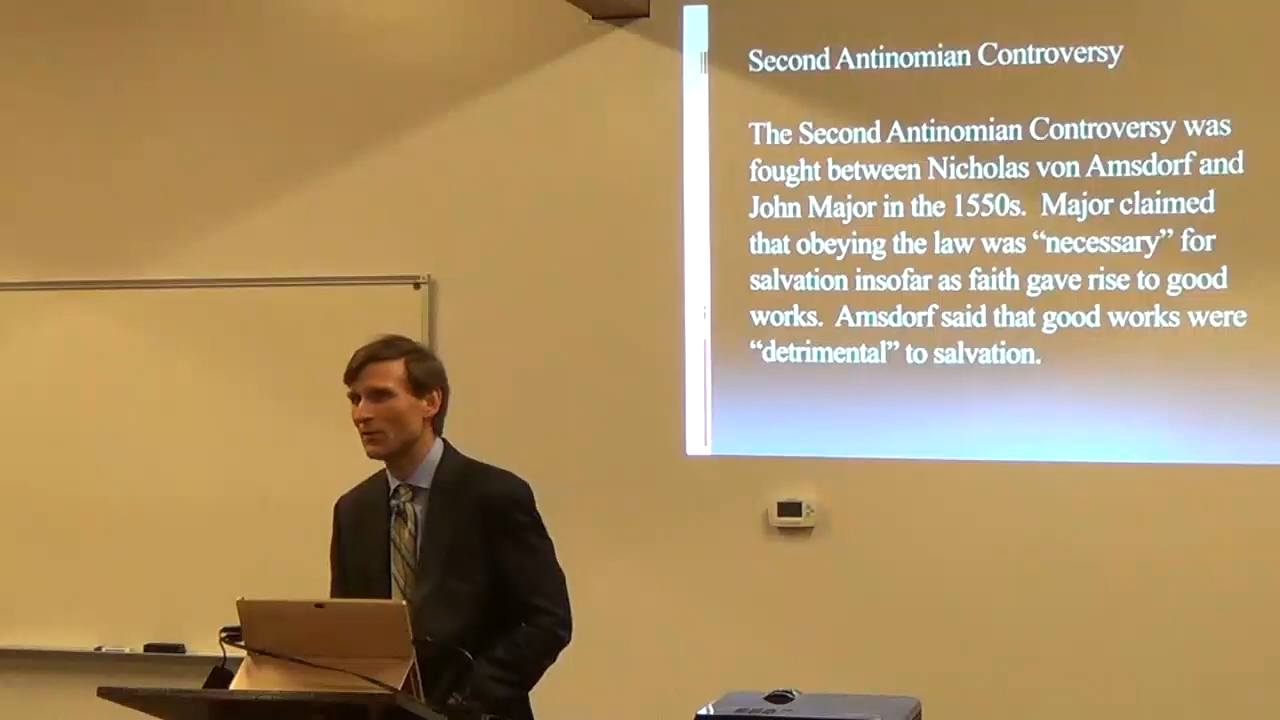 Second Antinomian Controversy
The Second Antinomian Controversy was
fought between Nicholas von Amsdorf and
John Major in the 1550s.  Major claimed
that obeying the law was “necessary” for
salvation insofar as faith gave rise to good
works.  Amsdorf said that good works were
“detrimental” to salvation.